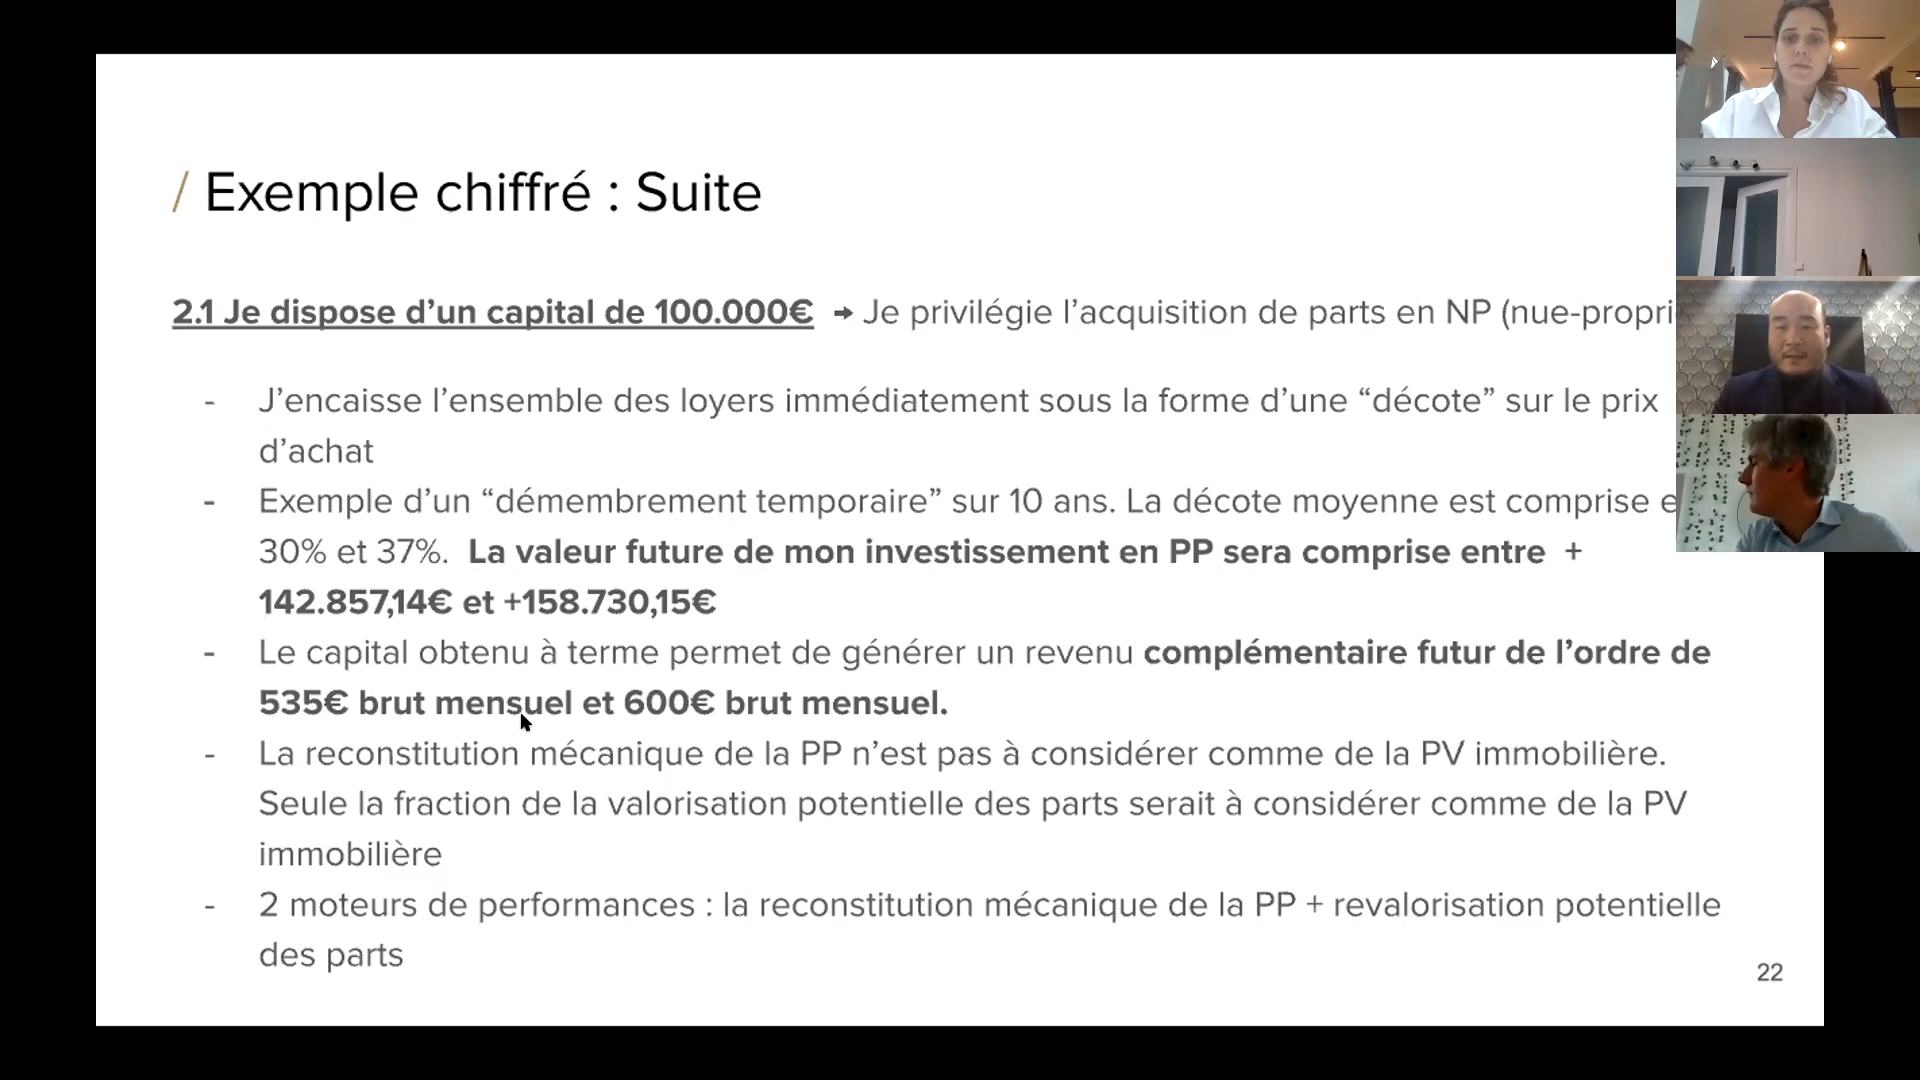 / Exemple chiffré : Suite
2.1 Je dispose d’un capital de 100.000€ → Je privilégie l’acquisition de parts en NP
- J’encaisse l’ensemble des loyers immédiatement sous la forme d’une “décote” sur le prix
d’achat
- Exemple d’un “démembrement temporaire” sur 10 ans. La décote moyenne est comprise
30% et 37%. La valeur future de mon investissement en PP sera comprise entre +
142.857,14€ et +158.730,15€
- Le capital obtenu à terme permet de générer un revenu complémentaire futur de l’ordre de
535€ brut mensuel et 600€ brut mensuel.
- La reconstitution mécanique de la PP n’est pas à considérer comme de la PV immobilière.
Seule la fraction de la valorisation potentielle des parts serait à considérer comme de la PV
immobilière
- 2 moteurs de performances : la reconstitution mécanique de la PP + revalorisation potentielle
des parts
22